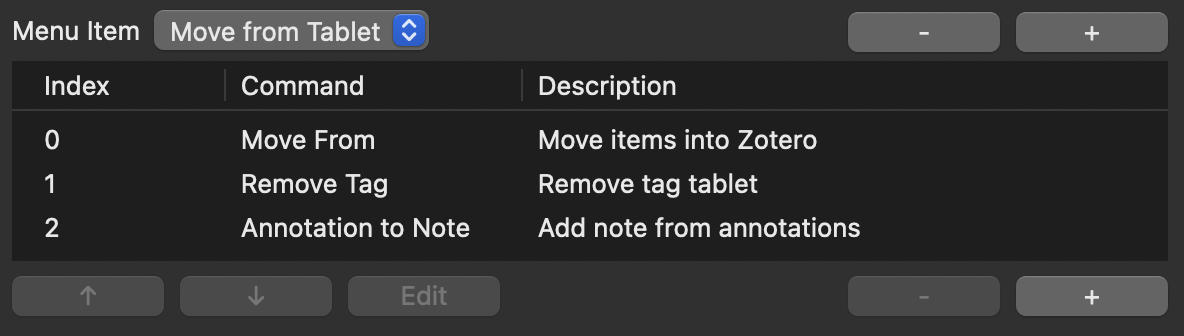 Menu Item Move from Tablet - +
Index Command Description
0 Move From Move items into Zotero
1 Remove Tag Remove tag tablet
2 Annotation to Note Add note from annotations
↑ ↓ Edit - +